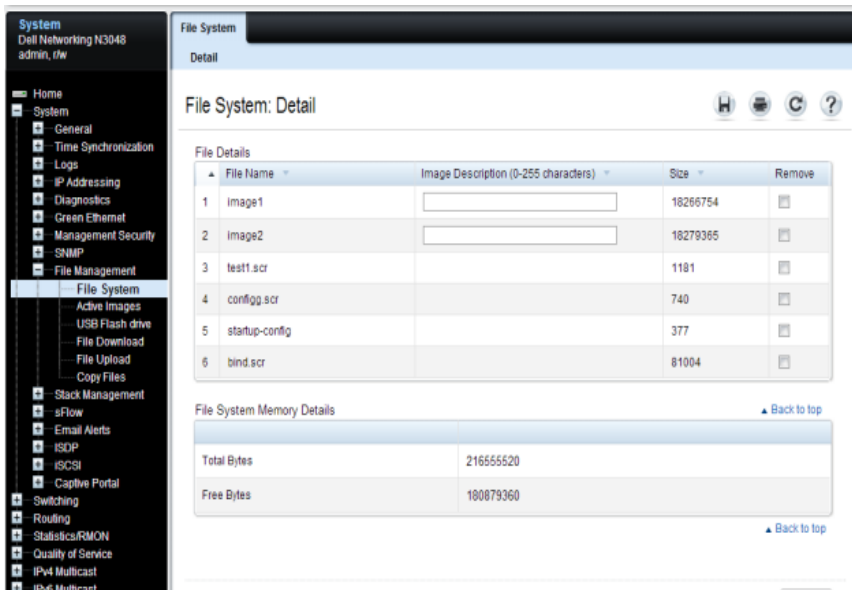 System
Dell Networking N3048
admin, r/w
Home
System
General
Time Synchronization
Logs
IP Addressing
Diagnostics
Green Ethernet
Management Security
SNMP
File Management
File System
Active Images
USB Flash drive
File Download
File Upload
Copy Files
Stack Management
sFlow
Email Alerts
ISDP
iSCSI
Captive Portal
Switching
Routing
Statistics/RMON
Quality of Service
IPv4 Multicast
IPv6 Multicast
File System
Detail
File System: Detail
File Details
File Name Image Description (0-255 characters) Size Remove
1 image1 18266754
2 image2 18279365
3 test1.scr 1181
4 configg.scr 740
5 startup-config 377
6 bind.scr 81004
File System Memory Details Back to top
Total Bytes 216555520
Free Bytes 180879360
Back to top